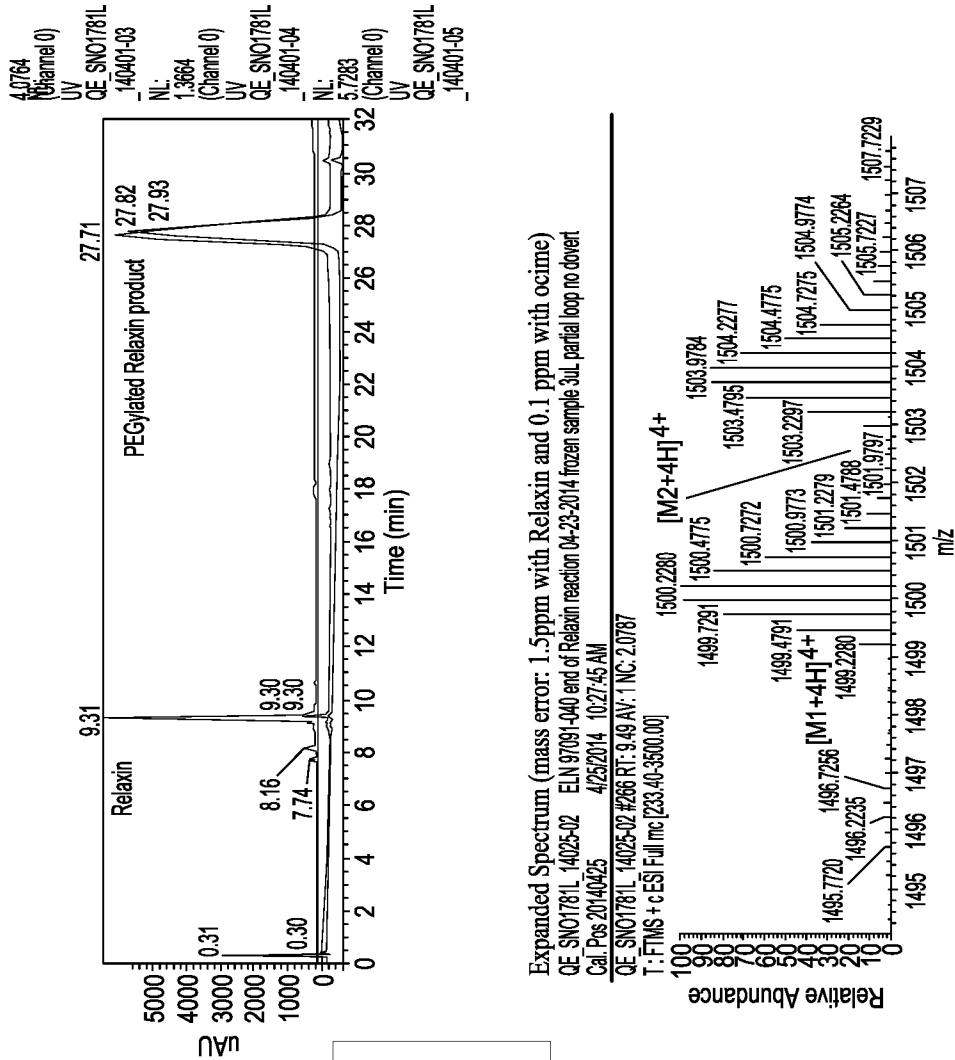 4.0764
(Channel 0)
UV
QE_SNO1781L
_140401-03
NL:
1.3664
(Channel 0)
UV
QE_SNO1781L
_140401-04
NL:
5.7283
(Channel 0)
UV
QE_SNO1781L
_140401-05
27.71
27.82
27.93
PEGylated Relaxin product
9.31
Relaxin
9.30
9.30
8.16
7.74
0.31
0.30
5000
4000
3000
2000
1000
0
uAU
0 2 4 6 8 10 12 14 16 18 20 22 24 26 28 30 32
Time (min)
Expanded Spectrum (mass error: 1.5ppm with Relaxin and 0.1 ppm with ocime)
QE_SNO1781L_14025-02 ELN 97091-040 end of Relaxin reaction 04-23-2014 frozen sample 3uL partial loop no dovert
Cal_Pos 20140425 4/25/2014 10:27:45 AM
QE_SNO1781L_14025-02 #266 RT: 9.49 AV: 1 NC: 2.0787
T: FTMS + c ESI Full mc [233.40-3500.00]
100
90
80
70
60
50
40
30
20
10
0
Relative Abundance
1495.7720
1496.2235
1496.7256
[M1+4H]4+
1499.2280
1499.4791
1499.7291
1500.2280
1500.4775
1500.7272
1500.9773
1501.2279
1501.4788
1501.9797
[M2+4H]4+
1503.2297
1503.4795
1503.9784
1504.2277
1504.4775
1504.7275
1504.9774
1505.2264
1505.7227
1507.7229
1495 1496 1497 1498 1499 1500 1501 1502 1503 1504 1505 1506 1507
m/z